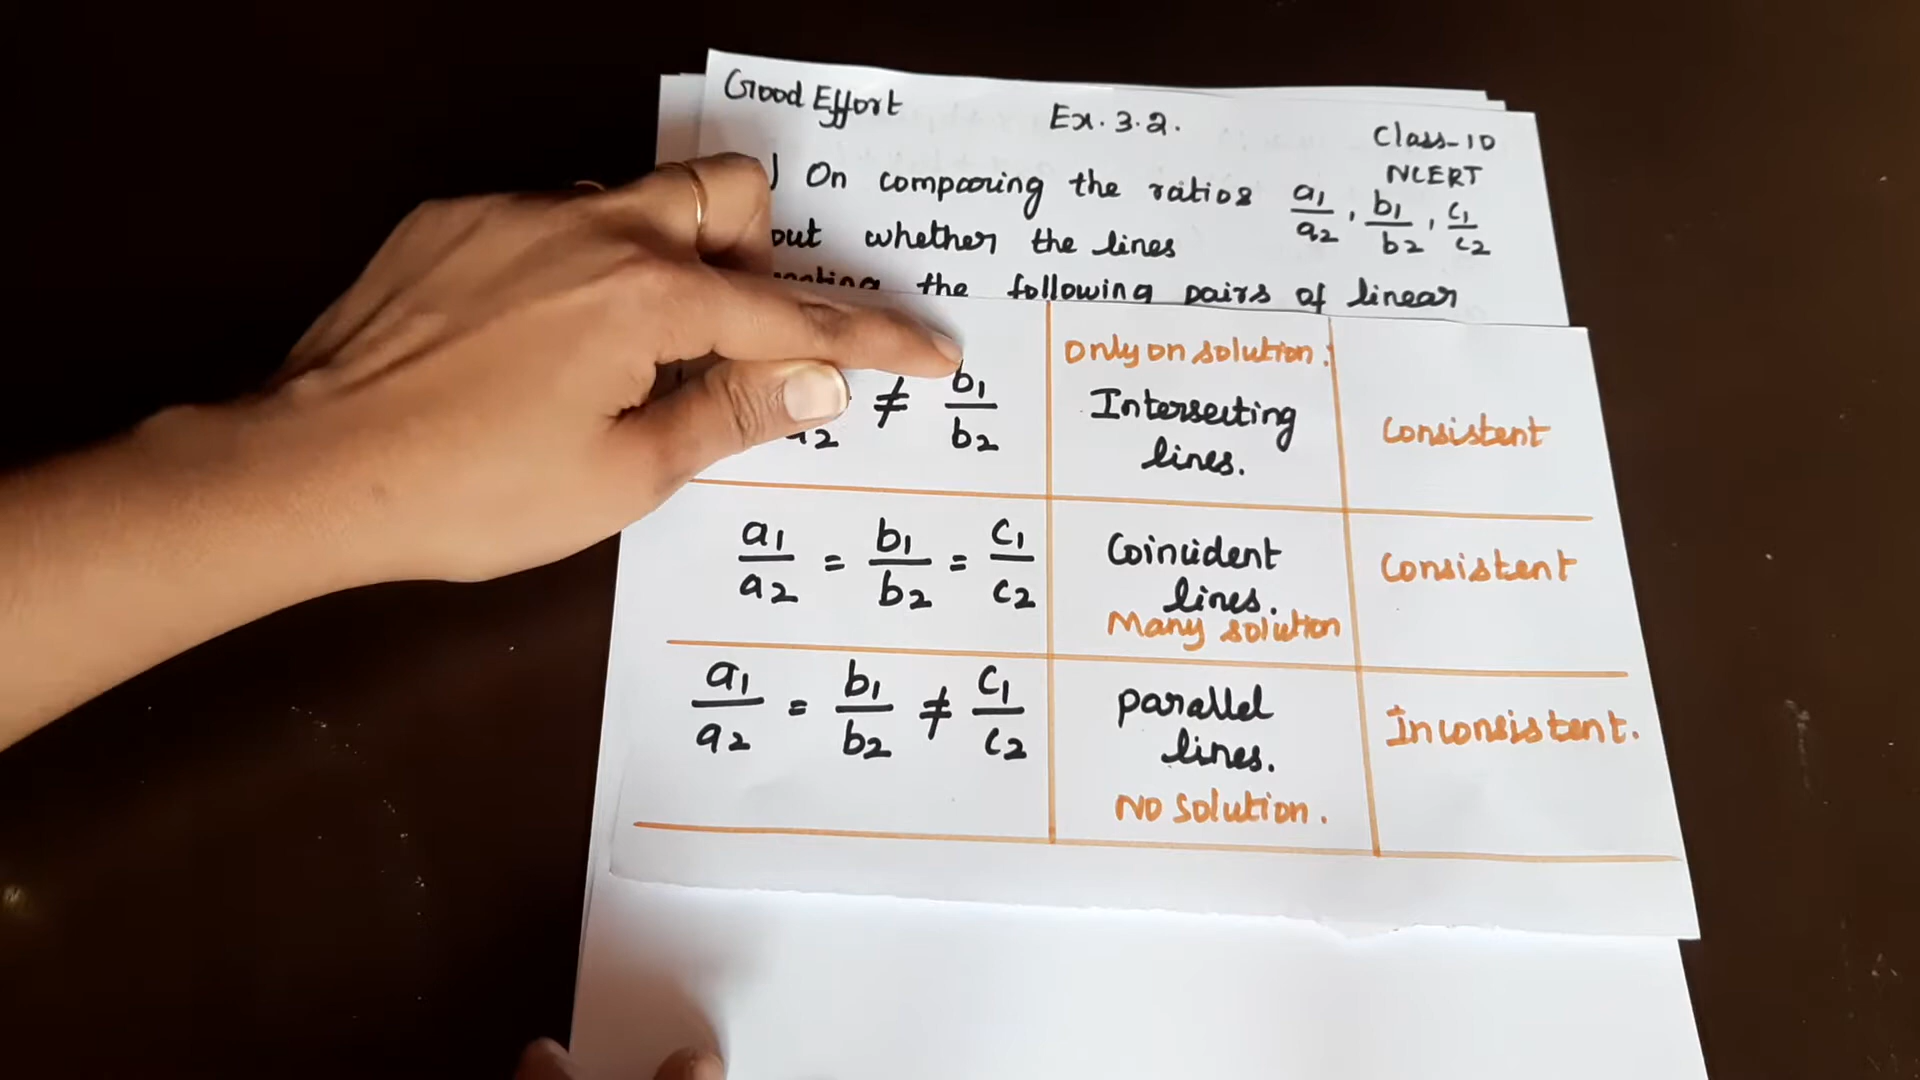 Good Effort
Ex. 3.2.
Class-10
NCERT
) On comparing the ratios a1/a2, b1/b2, c1/c2
out whether the lines
the following pairs of linear
a2 ≠ b1/b2
Only on solution.
Intersecting
lines.
Consistent
a1/a2 = b1/b2 = c1/c2
Coincident
lines.
Many solution
Consistent
a1/a2 = b1/b2 ≠ c1/c2
parallel
lines.
No solution.
Inconsistent.